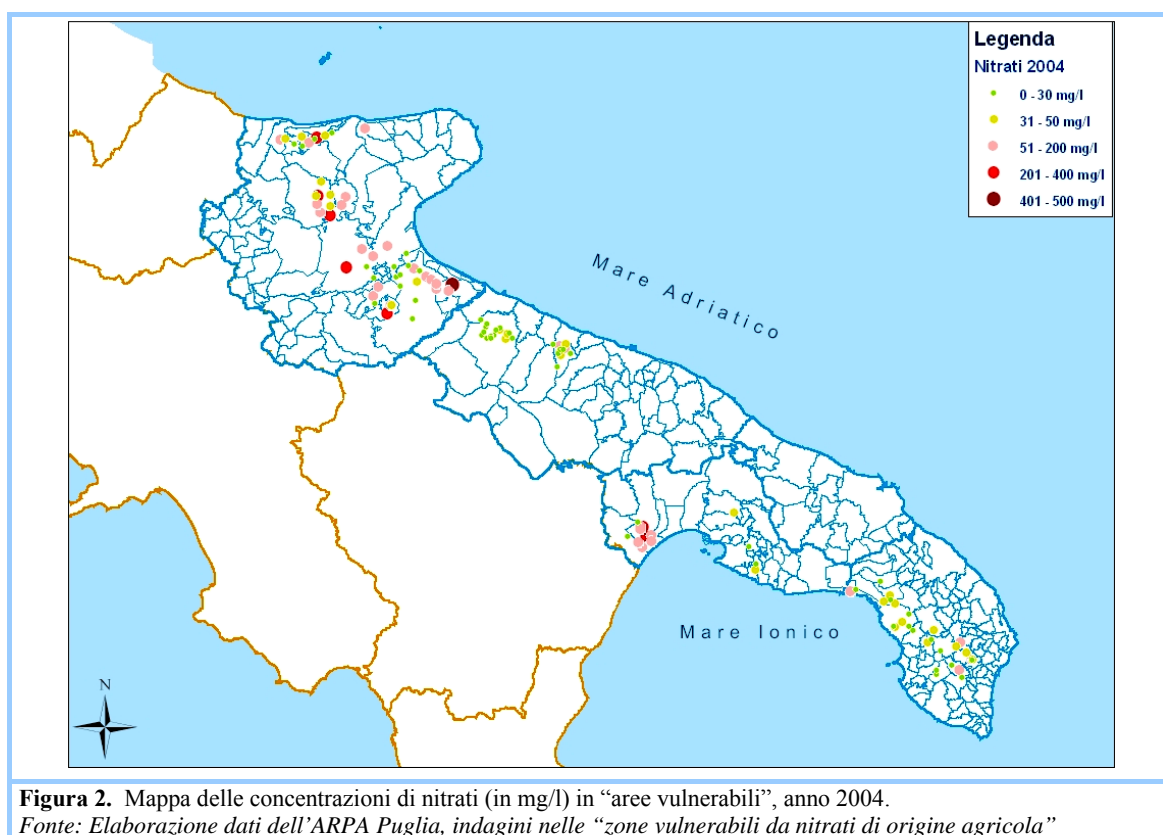 Legenda
Nitrati 2004
0 - 30 mg/l
31 - 50 mg/l
51 - 200 mg/l
201 - 400 mg/l
401 - 500 mg/l
Mare Adriatico
Mare Ionico
N
Figura 2. Mappa delle concentrazioni di nitrati (in mg/l) in “aree vulnerabili”, anno 2004.
Fonte: Elaborazione dati dell’ARPA Puglia, indagini nelle “zone vulnerabili da nitrati di origine agricola”